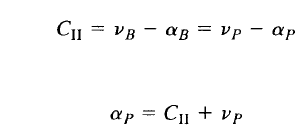 C_II = ν_B − α_B = ν_P − α_P
α_P = C_II + ν_P